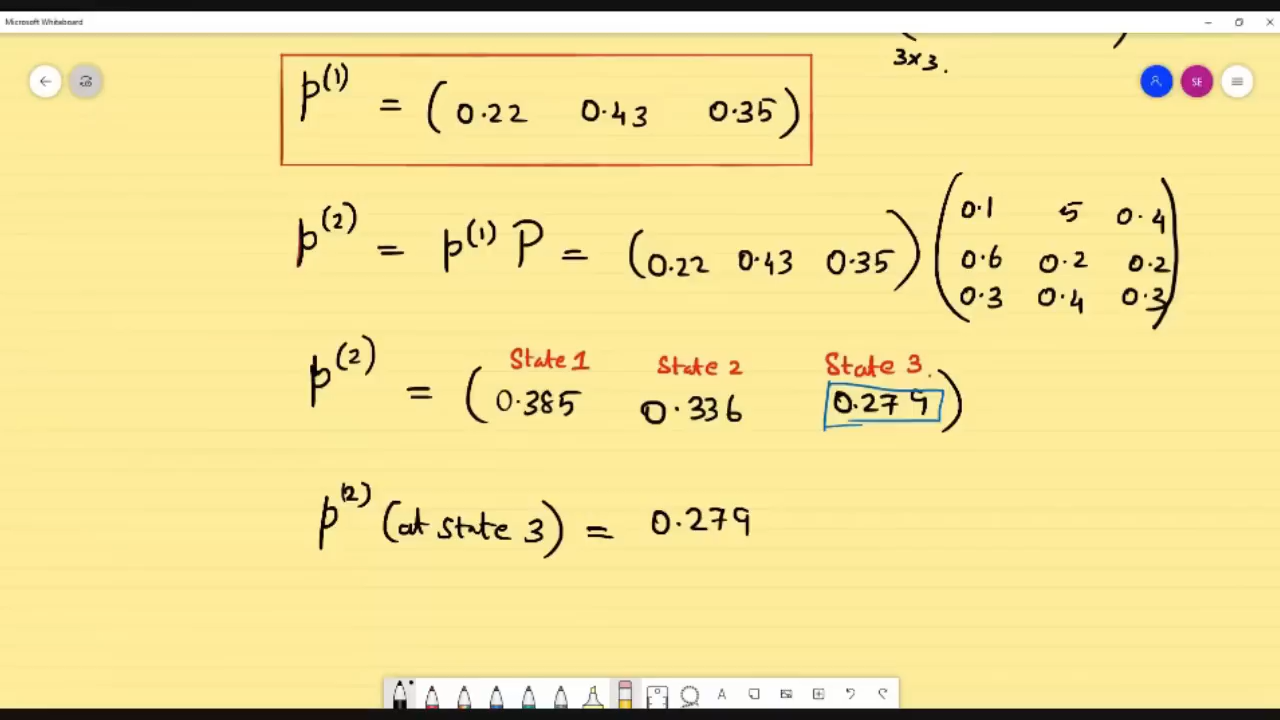 Microsoft Whiteboard
3x3.
SE
p^(1) = (0.22 0.43 0.35)
p^(2) = p^(1) P = (0.22 0.43 0.35) (0.1 5 0.4
0.6 0.2 0.2
0.3 0.4 0.3)
State 1 State 2 State 3.
p^(2) = (0.385 0.336 0.279)
p^(2) (at state 3) = 0.279
A